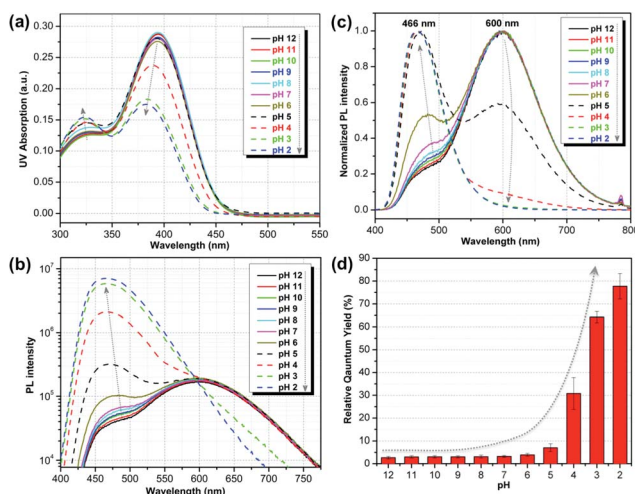 (a)
0.30
0.25
0.20
0.15
0.10
0.05
0.00
UV Absorption (a.u.)
pH 12
pH 11
pH 10
pH 9
pH 8
pH 7
pH 6
pH 5
pH 4
pH 3
pH 2
300 350 400 450 500 550
Wavelength (nm)
(c)
466 nm 600 nm
1.0
0.8
0.6
0.4
0.2
0.0
Normalized PL intensity
pH 12
pH 11
pH 10
pH 9
pH 8
pH 7
pH 6
pH 5
pH 4
pH 3
pH 2
400 500 600 700 800
Wavelength (nm)
(b)
10⁷
10⁶
10⁵
10⁴
PL intensity
pH 12
pH 11
pH 10
pH 9
pH 8
pH 7
pH 6
pH 5
pH 4
pH 3
pH 2
400 450 500 550 600 650 700 750
Wavelength (nm)
(d)
90
80
70
60
50
40
30
20
10
0
Relative Qauntum Yield (%)
12 11 10 9 8 7 6 5 4 3 2
pH